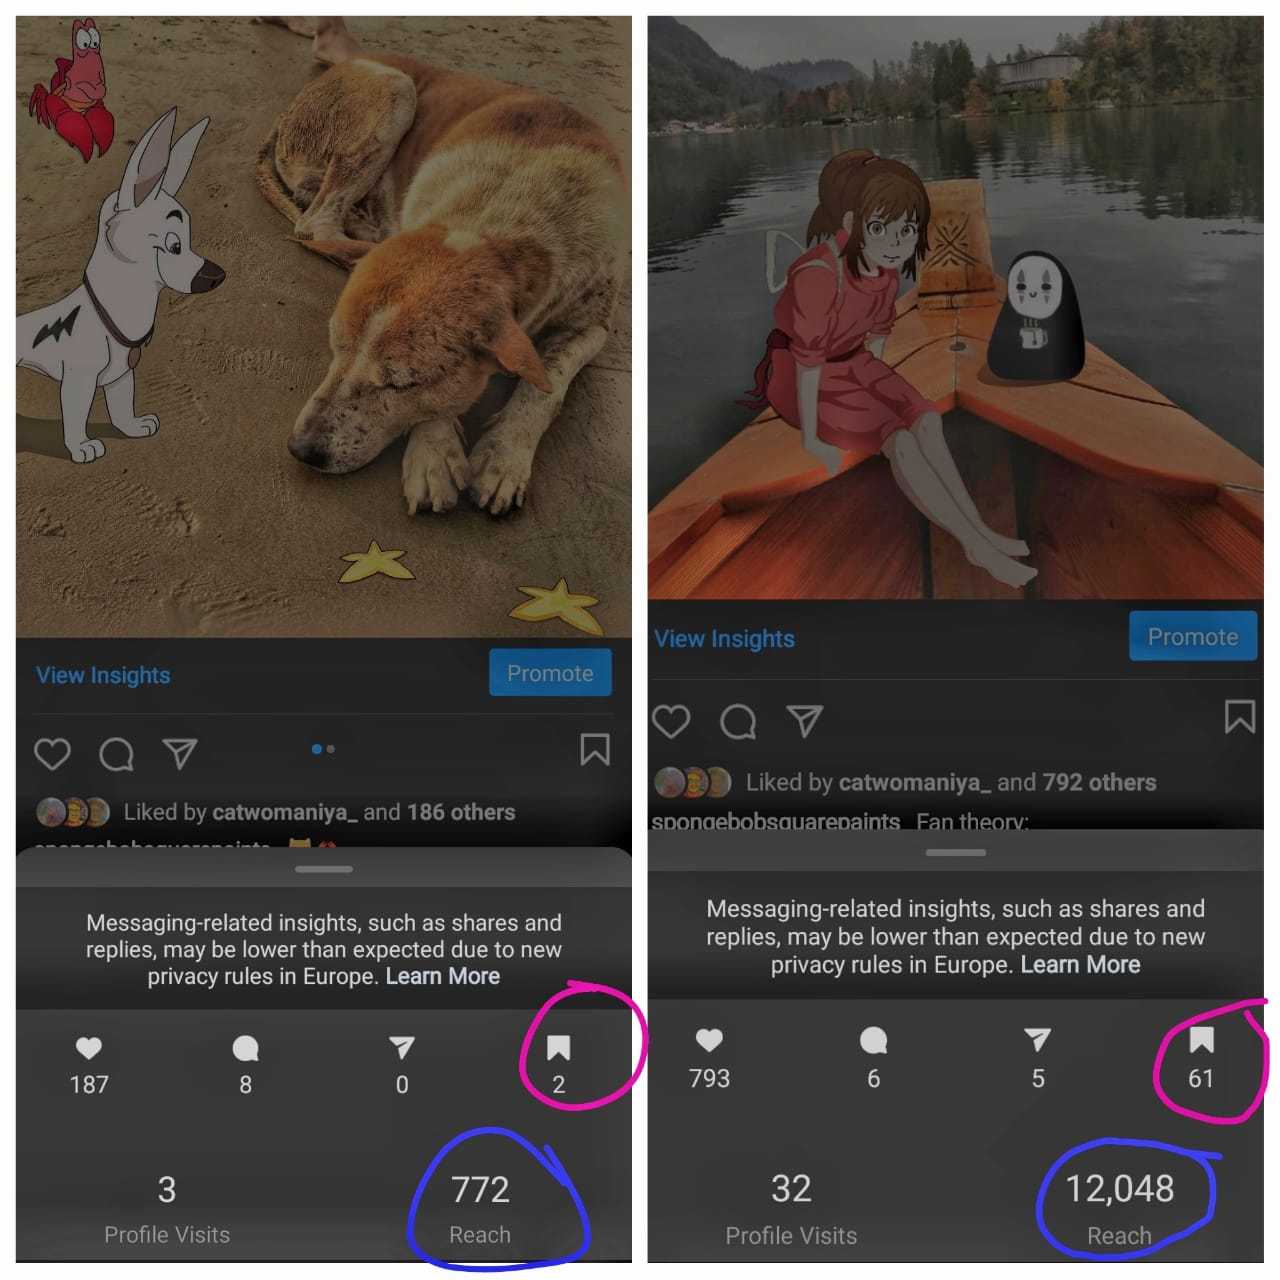 View Insights
Promote
Liked by catwomaniya_ and 186 others
Messaging-related insights, such as shares and
replies, may be lower than expected due to new
privacy rules in Europe. Learn More
187
8
0
2
3
Profile Visits
772
Reach
View Insights
Promote
Liked by catwomaniya_ and 792 others
spongebobsquarepaints Fan theory:
Messaging-related insights, such as shares and
replies, may be lower than expected due to new
privacy rules in Europe. Learn More
793
6
5
61
32
Profile Visits
12,048
Reach